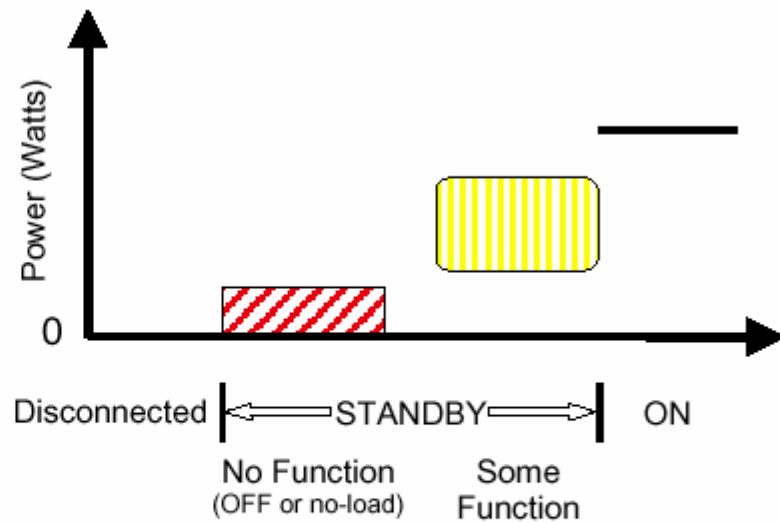 Power (Watts)
0
Disconnected
STANDBY
ON
No Function
(OFF or no-load)
Some
Function